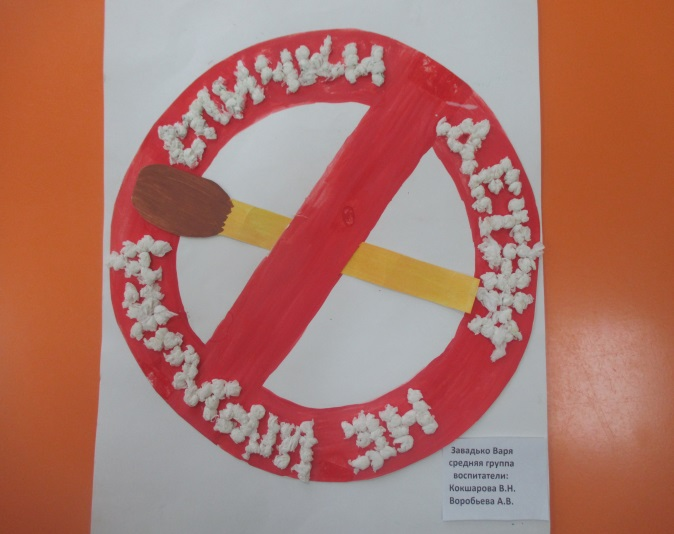 СПИЧКИ
ДЕТЯМ
НЕ
ИГРУШКА
Завадько Варя
средняя группа
воспитатели:
Кокшарова В.Н.
Воробьева А.В.